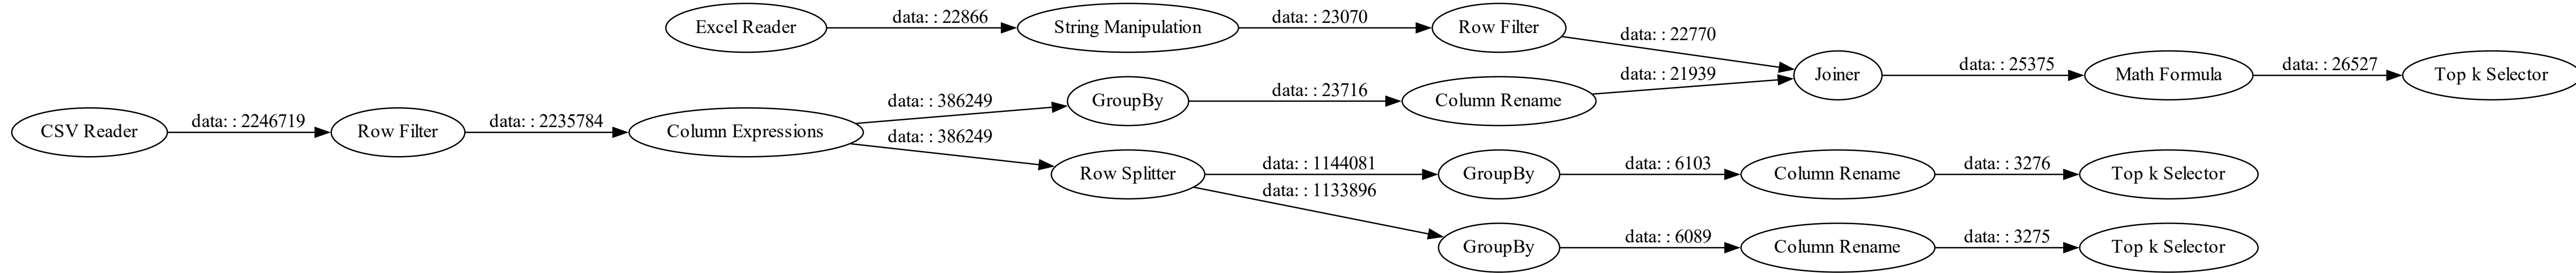 Excel Reader
data: : 22866
String Manipulation
data: : 23070
Row Filter
data: : 22770
CSV Reader
data: : 2246719
Row Filter
data: : 2235784
Column Expressions
data: : 386249
GroupBy
data: : 23716
Column Rename
data: : 21939
Joiner
data: : 25375
Math Formula
data: : 26527
Top k Selector
data: : 386249
Row Splitter
data: : 1144081
GroupBy
data: : 6103
Column Rename
data: : 3276
Top k Selector
data: : 1133896
GroupBy
data: : 6089
Column Rename
data: : 3275
Top k Selector